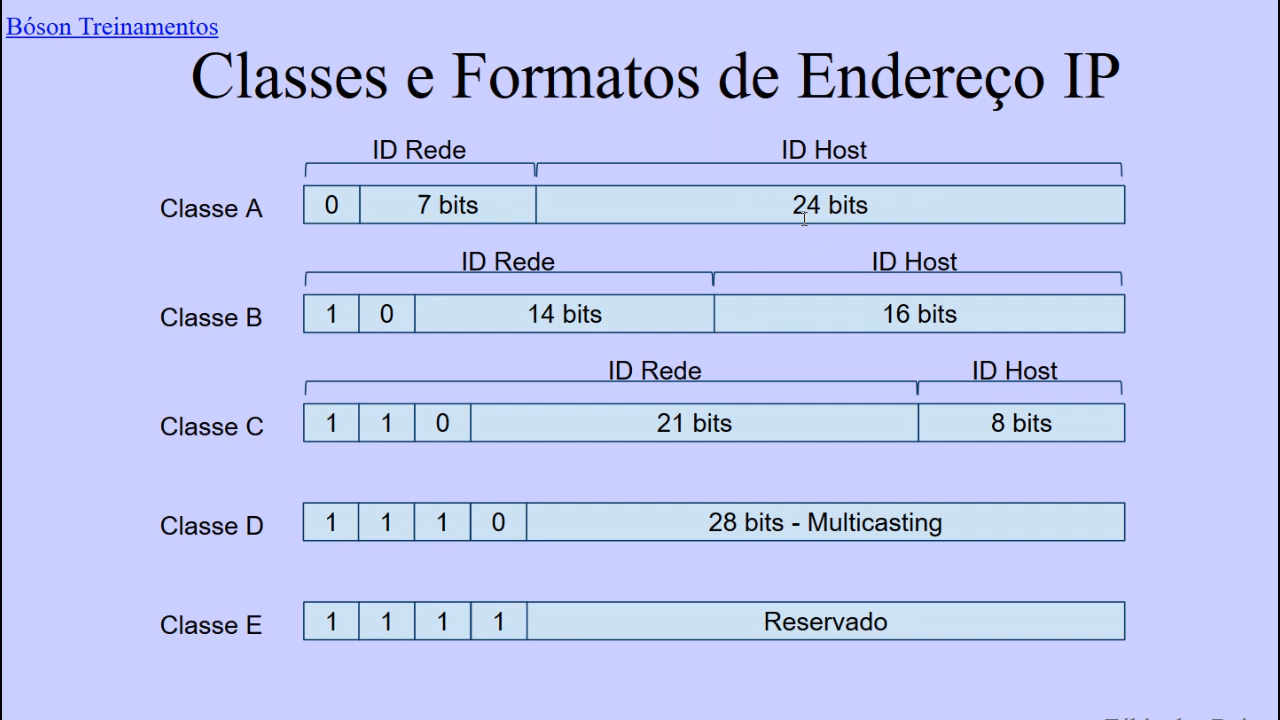 Bóson Treinamentos
Classes e Formatos de Endereço IP
ID Rede ID Host
Classe A 0 7 bits 24 bits
ID Rede ID Host
Classe B 1 0 14 bits 16 bits
ID Rede ID Host
Classe C 1 1 0 21 bits 8 bits
Classe D 1 1 1 0 28 bits - Multicasting
Classe E 1 1 1 1 Reservado